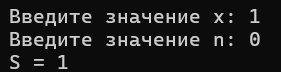 Введите значение x: 1
Введите значение n: 0
S = 1